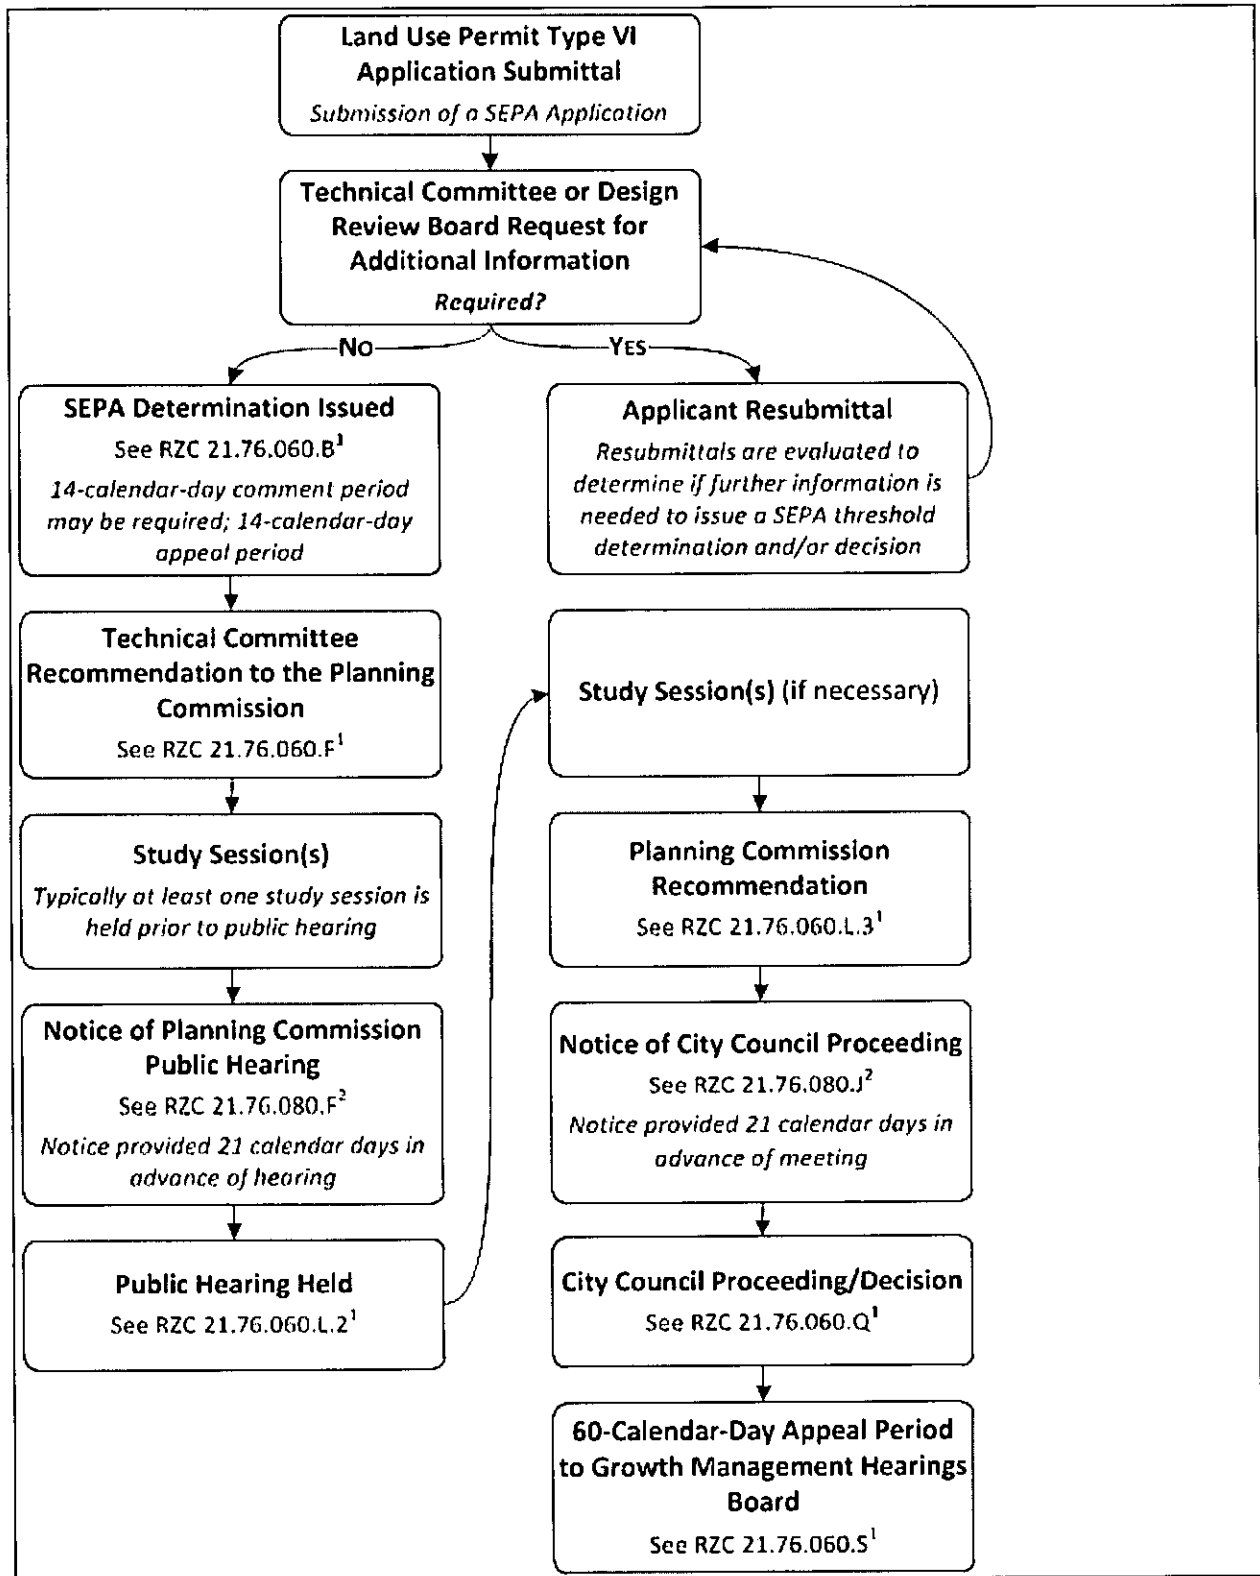 Land Use Permit Type VI
Application Submittal
Submission of a SEPA Application
Technical Committee or Design
Review Board Request for
Additional Information
Required?
NO
YES
SEPA Determination Issued
See RZC 21.76.060.B¹
14-calendar-day comment period
may be required; 14-calendar-day
appeal period
Applicant Resubmittal
Resubmittals are evaluated to
determine if further information is
needed to issue a SEPA threshold
determination and/or decision
Technical Committee
Recommendation to the Planning
Commission
See RZC 21.76.060.F¹
Study Session(s)
Typically at least one study session is
held prior to public hearing
Notice of Planning Commission
Public Hearing
See RZC 21.76.080.F²
Notice provided 21 calendar days in
advance of hearing
Public Hearing Held
See RZC 21.76.060.L.2¹
Study Session(s) (if necessary)
Planning Commission
Recommendation
See RZC 21.76.060.L.3¹
Notice of City Council Proceeding
See RZC 21.76.080.J²
Notice provided 21 calendar days in
advance of meeting
City Council Proceeding/Decision
See RZC 21.76.060.Q¹
60-Calendar-Day Appeal Period
to Growth Management Hearings
Board
See RZC 21.76.060.S¹